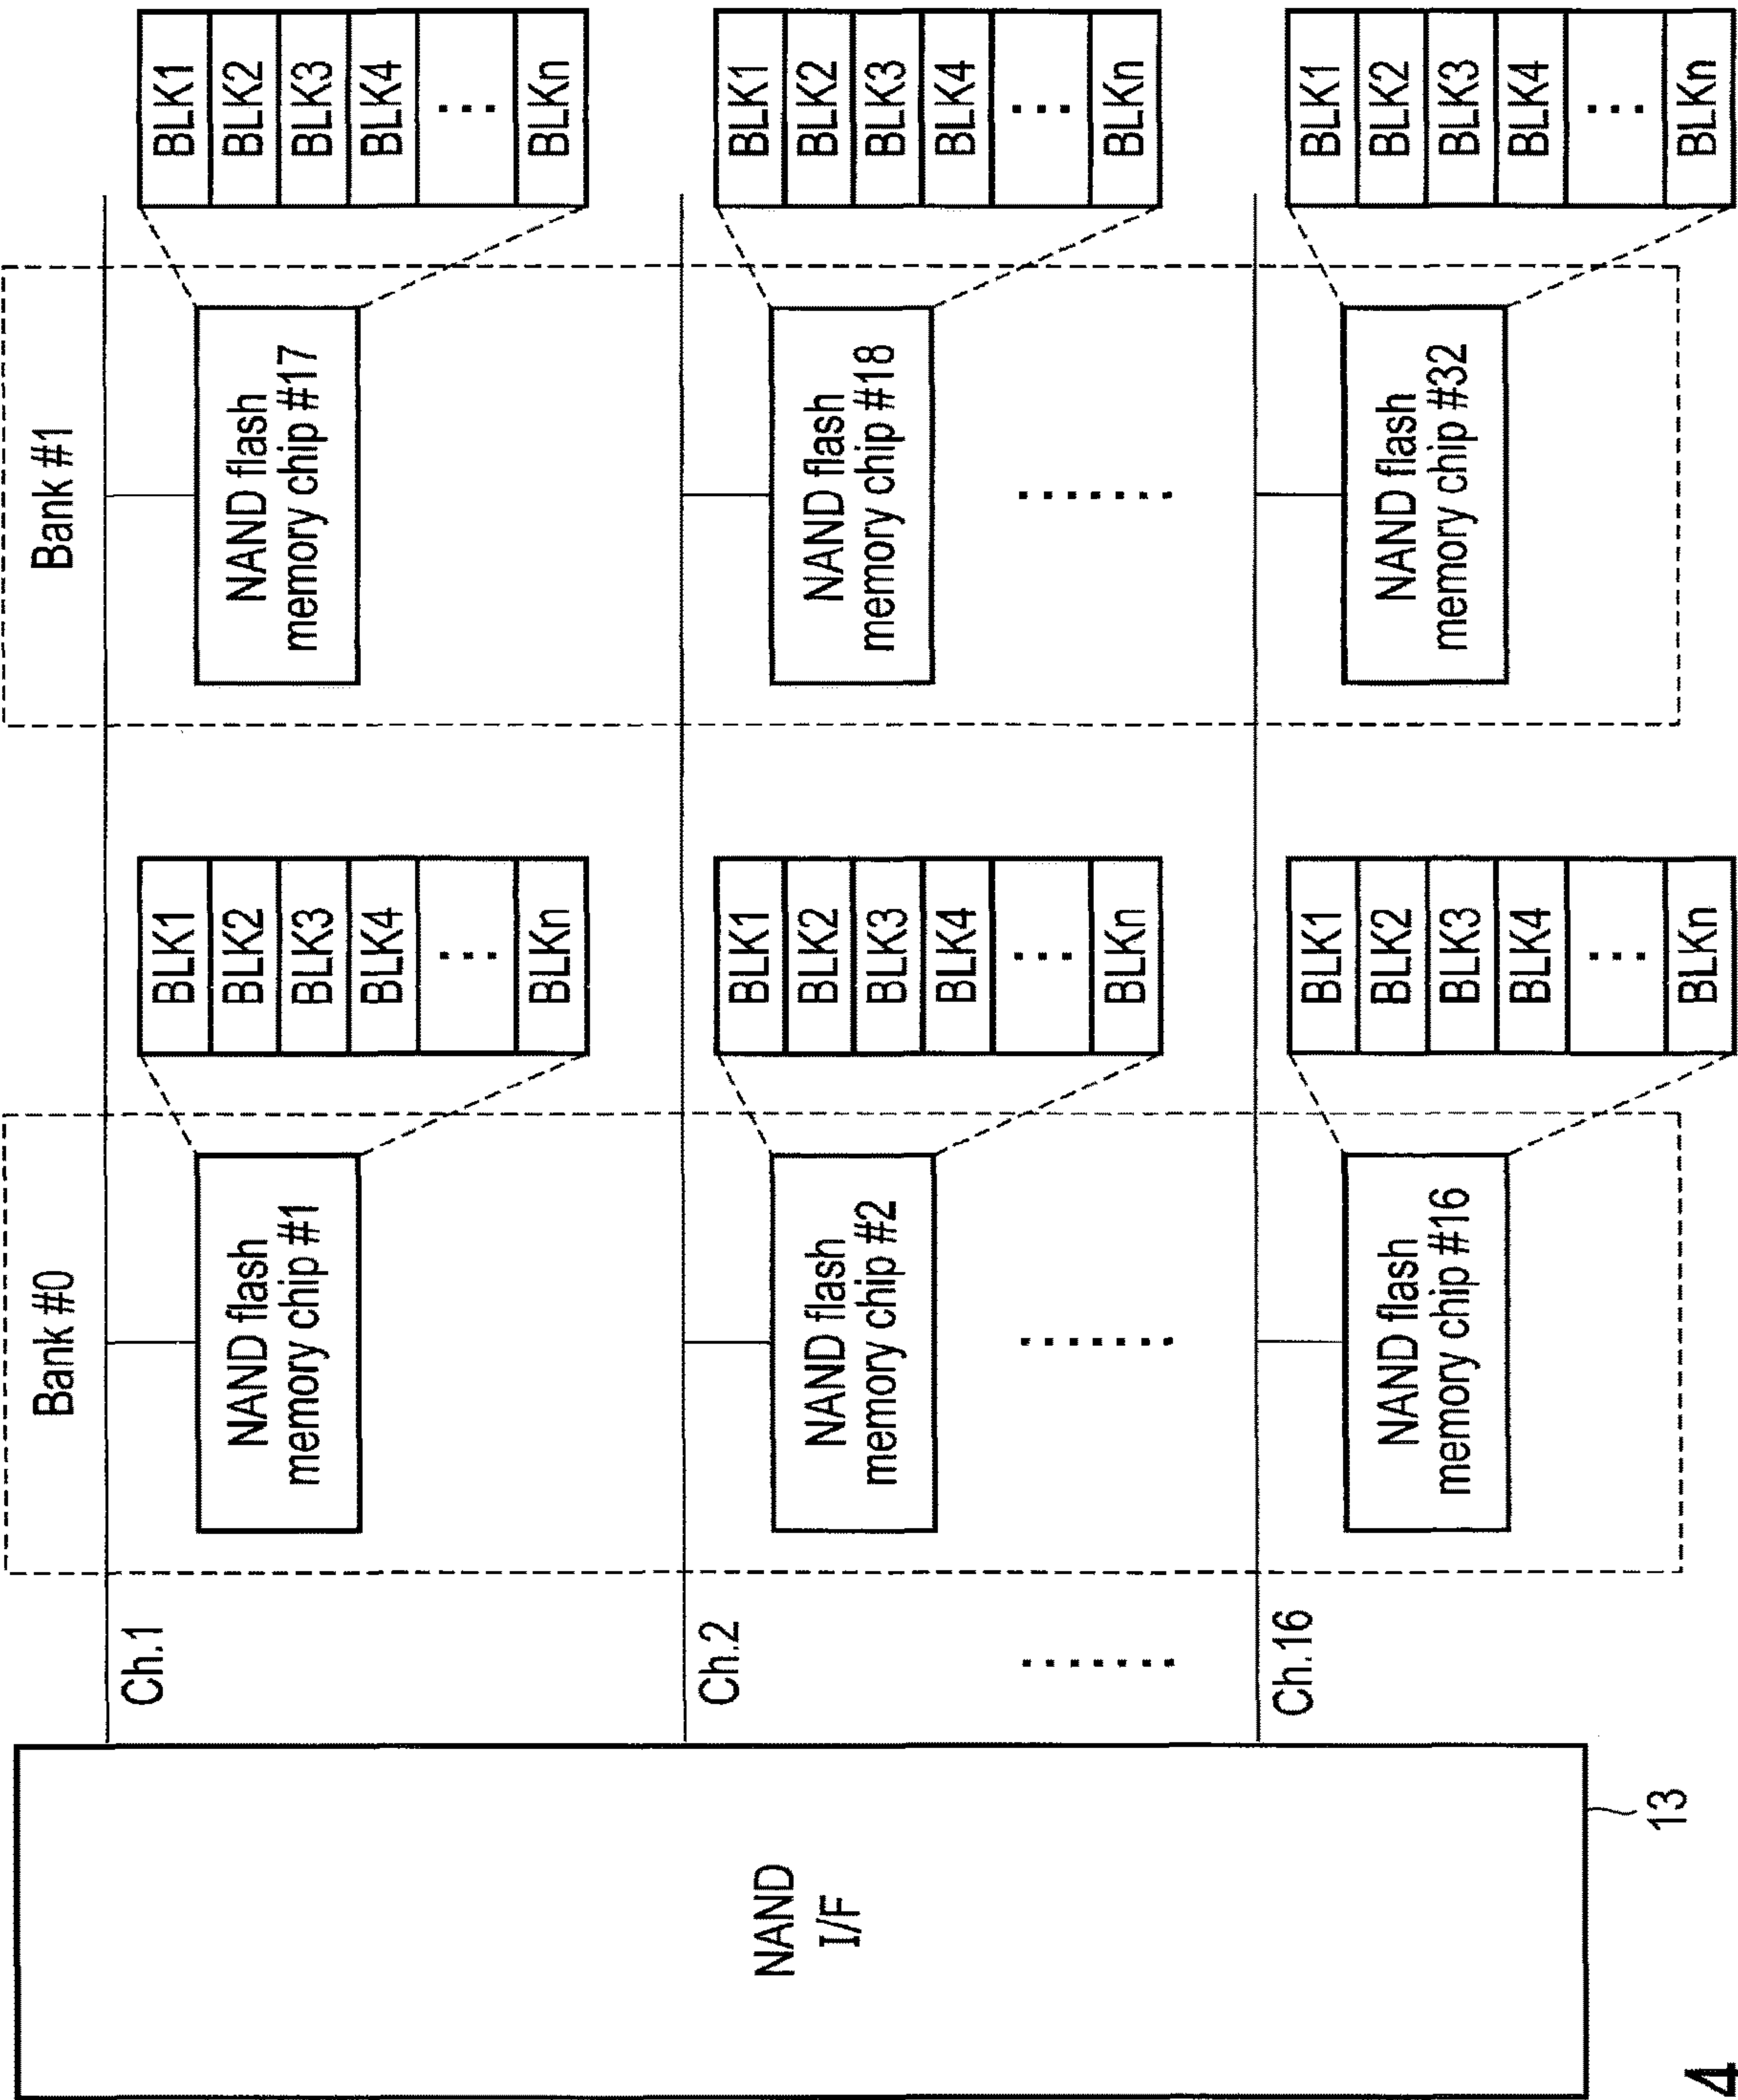 Bank #0
Bank #1
Ch.1
NAND flash
memory chip #1
BLK1
BLK2
BLK3
BLK4
...
BLKn
NAND flash
memory chip #17
BLK1
BLK2
BLK3
BLK4
...
BLKn
Ch.2
NAND flash
memory chip #2
BLK1
BLK2
BLK3
BLK4
...
BLKn
NAND flash
memory chip #18
BLK1
BLK2
BLK3
BLK4
...
BLKn
NAND
I/F
.......
.......
.......
Ch.16
NAND flash
memory chip #16
BLK1
BLK2
BLK3
BLK4
...
BLKn
NAND flash
memory chip #32
BLK1
BLK2
BLK3
BLK4
...
BLKn
13
4